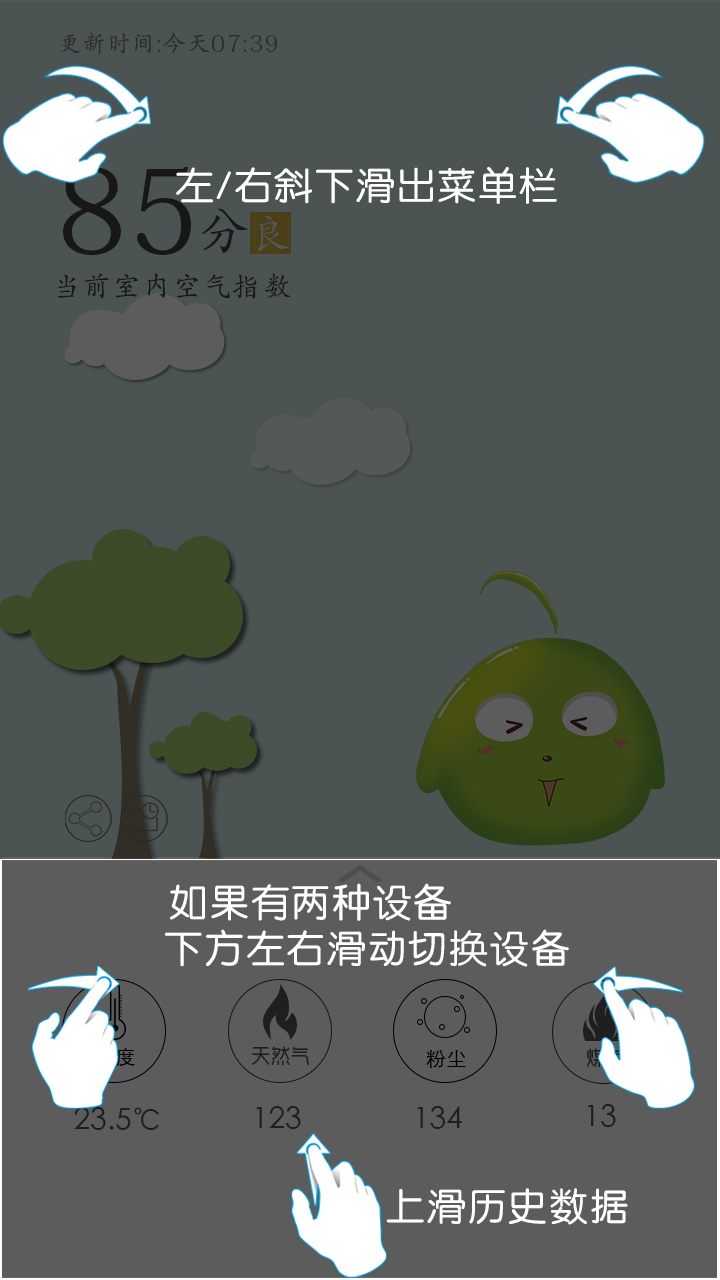 更新时间:今天07:39
左/右斜下滑出菜单栏
85分良
当前室内空气指数
如果有两种设备
下方左右滑动切换设备
度 天然气 粉尘 煤
23.5℃ 123 134 13
上滑历史数据